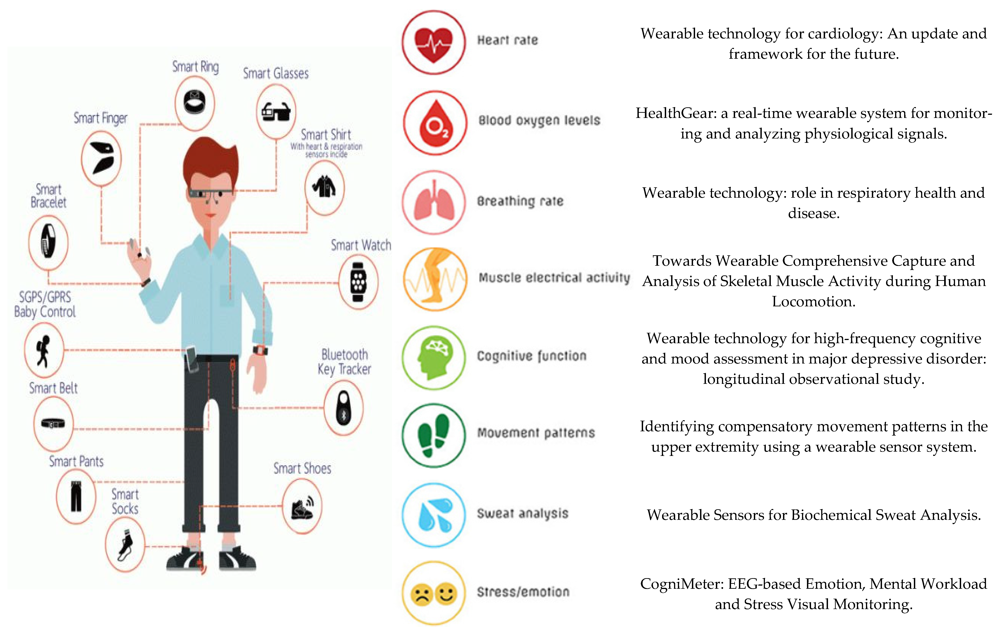 Smart Ring
Smart Glasses
Smart Finger
Smart Shirt
With heart & respiration
sensors incide
Smart
Bracelet
Smart Watch
SGPS/GPRS
Baby Control
Bluetooth
Key Tracker
Smart Belt
Smart Pants
Smart Shoes
Smart
Socks
Heart rate
Wearable technology for cardiology: An update and
framework for the future.
O2
Blood oxygen levels
HealthGear: a real-time wearable system for monitor-
ing and analyzing physiological signals.
Breathing rate
Wearable technology: role in respiratory health and
disease.
Muscle electrical activity
Towards Wearable Comprehensive Capture and
Analysis of Skeletal Muscle Activity during Human
Locomotion.
Cognitive function
Wearable technology for high-frequency cognitive
and mood assessment in major depressive disorder:
longitudinal observational study.
Movement patterns
Identifying compensatory movement patterns in the
upper extremity using a wearable sensor system.
Sweat analysis
Wearable Sensors for Biochemical Sweat Analysis.
Stress/emotion
CogniMeter: EEG-based Emotion, Mental Workload
and Stress Visual Monitoring.